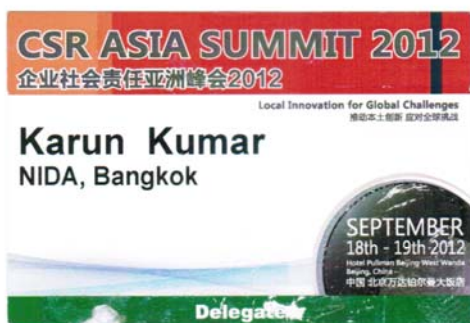 CSR ASIA SUMMIT 2012
企业社会责任亚洲峰会2012
Local Innovation for Global Challenges
推动本土创新 应对全球挑战
Karun Kumar
NIDA, Bangkok
SEPTEMBER
18th - 19th 2012
Hotel Pullman Beijing West Wanda
Beijing, China
中国 北京万达铂尔曼大饭店
Delegate